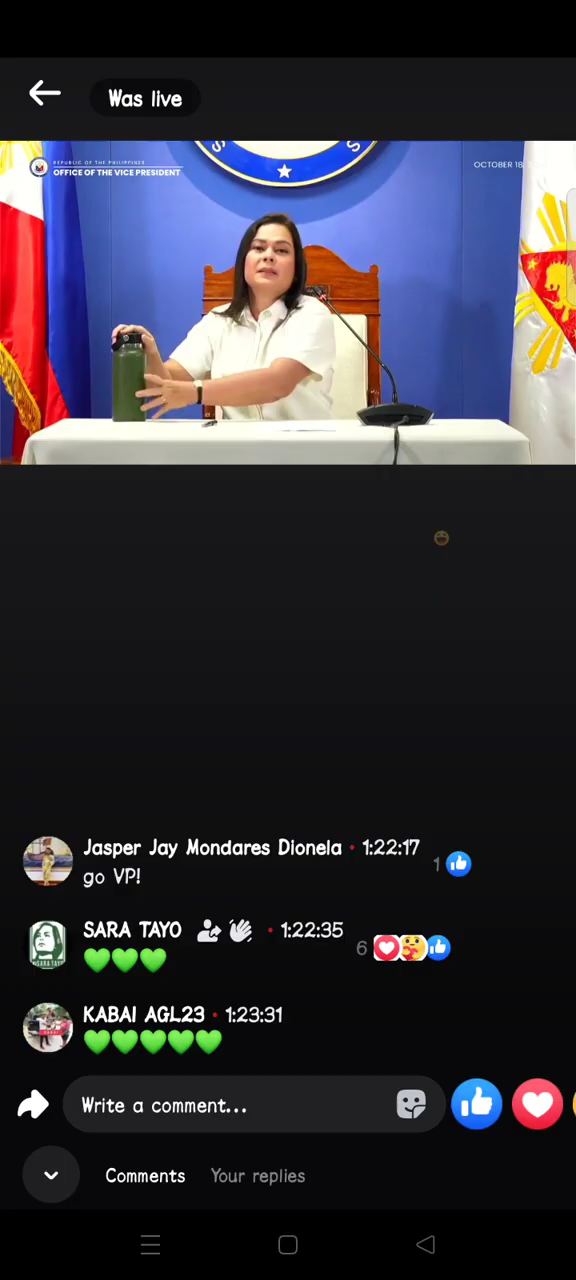 Was live
REPUBLIC OF THE PHILIPPINES
OFFICE OF THE VICE PRESIDENT
OCTOBER 18
S
S
Jasper Jay Mondares Dionela • 1:22:17
go VP!
1
SARA TAYO • 1:22:35
💚💚💚
6
SARA TAYO
KABAI AGL23 • 1:23:31
💚💚💚💚💚
Write a comment...
Comments Your replies